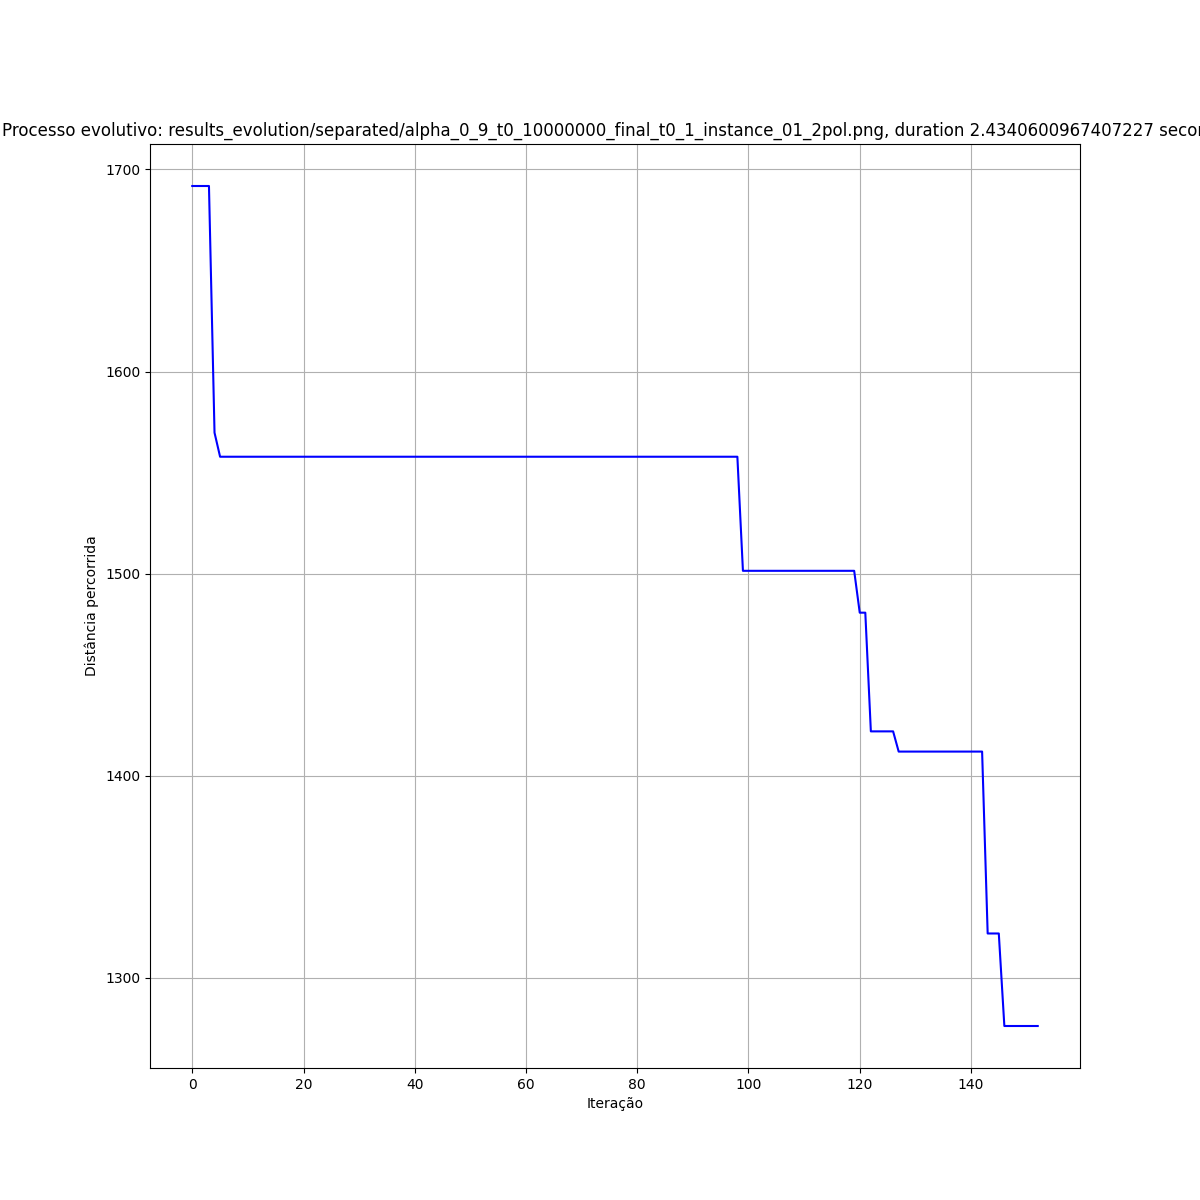 Processo evolutivo: results_evolution/separated/alpha_0_9_t0_10000000_final_t0_1_instance_01_2pol.png, duration 2.4340600967407227
1700
1600
1500
1400
1300
Distância percorrida
0 20 40 60 80 100 120 140
Iteração